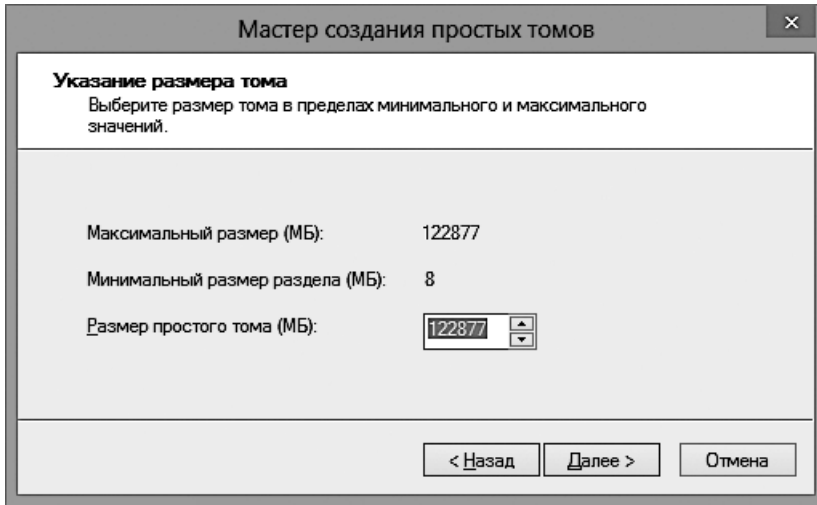 Мастер создания простых томов
Указание размера тома
Выберите размер тома в пределах минимального и максимального
значений.
Максимальный размер (МБ): 122877
Минимальный размер раздела (МБ): 8
Размер простого тома (МБ): 122877
< Назад Далее > Отмена